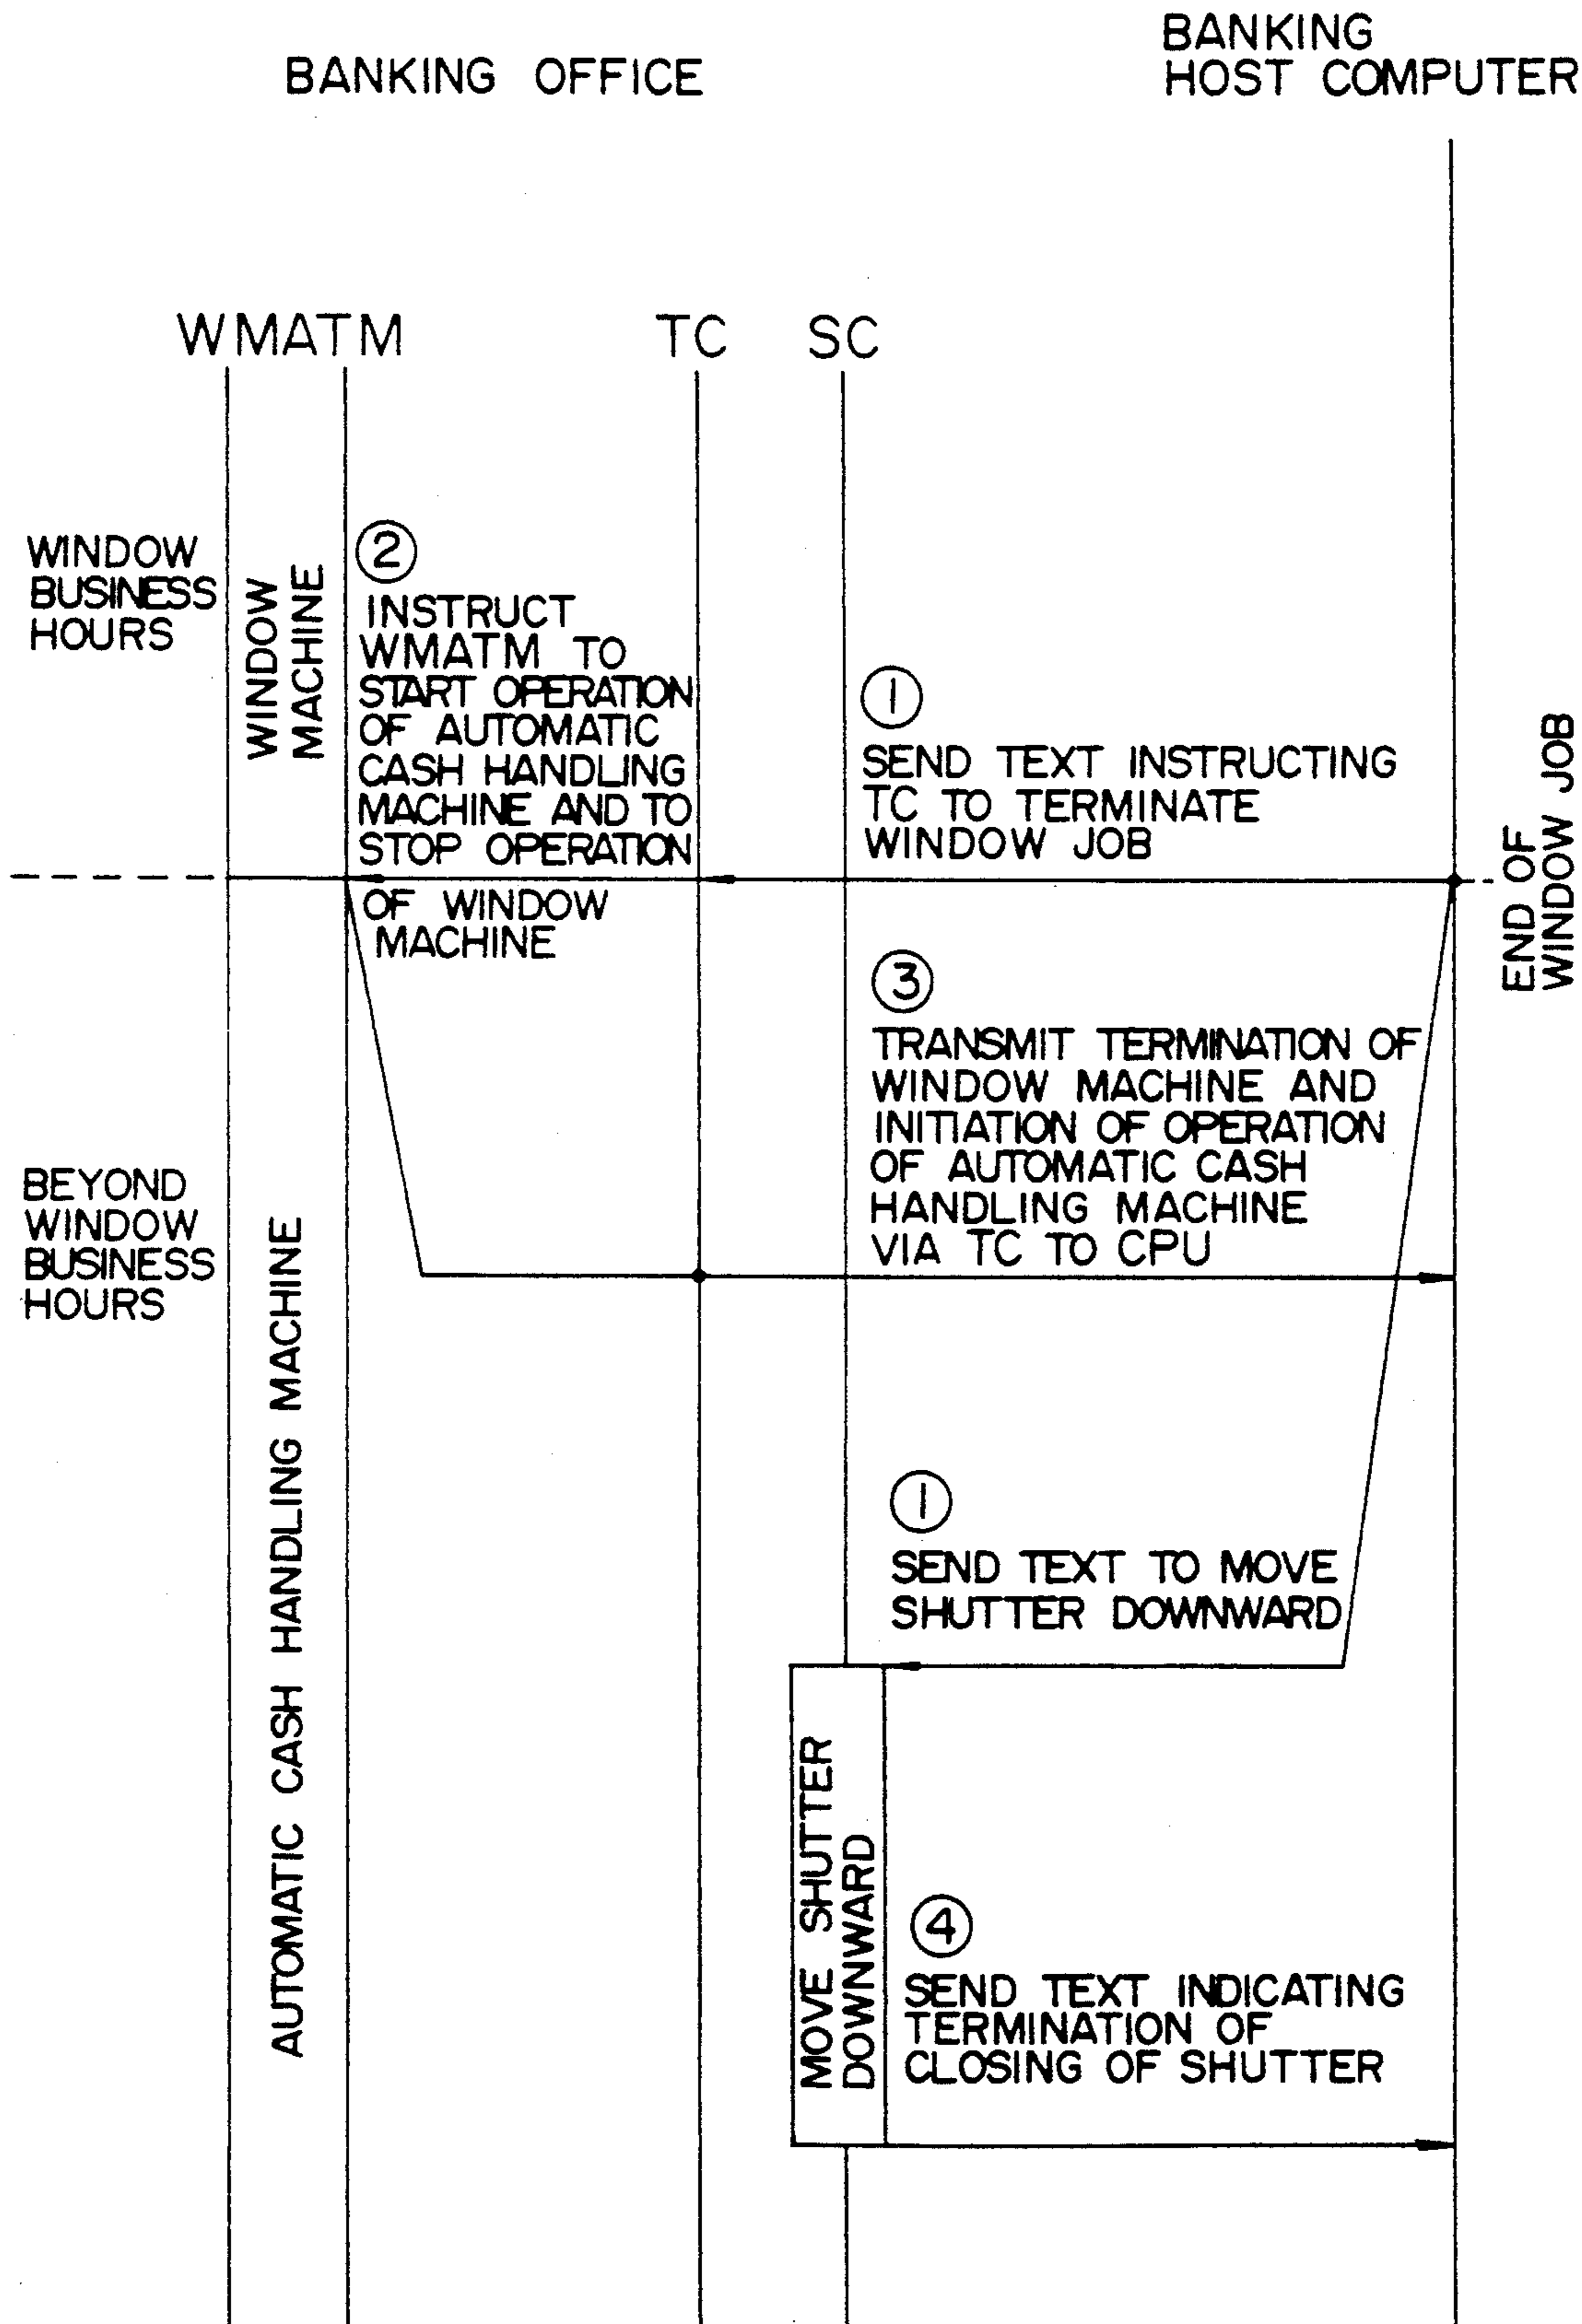 BANKING OFFICE
BANKING
HOST COMPUTER
WMATM
TC
SC
WINDOW
BUSINESS
HOURS
WINDOW
MACHINE
②
INSTRUCT
WMATM TO
START OPERATION
OF AUTOMATIC
CASH HANDLING
MACHINE AND TO
STOP OPERATION
OF WINDOW
MACHINE
①
SEND TEXT INSTRUCTING
TC TO TERMINATE
WINDOW JOB
END OF
WINDOW JOB
③
TRANSMIT TERMINATION OF
WINDOW MACHINE AND
INITIATION OF OPERATION
OF AUTOMATIC CASH
HANDLING MACHINE
VIA TC TO CPU
BEYOND
WINDOW
BUSINESS
HOURS
AUTOMATIC CASH HANDLING MACHINE
①
SEND TEXT TO MOVE
SHUTTER DOWNWARD
MOVE SHUTTER
DOWNWARD
④
SEND TEXT INDICATING
TERMINATION OF
CLOSING OF SHUTTER